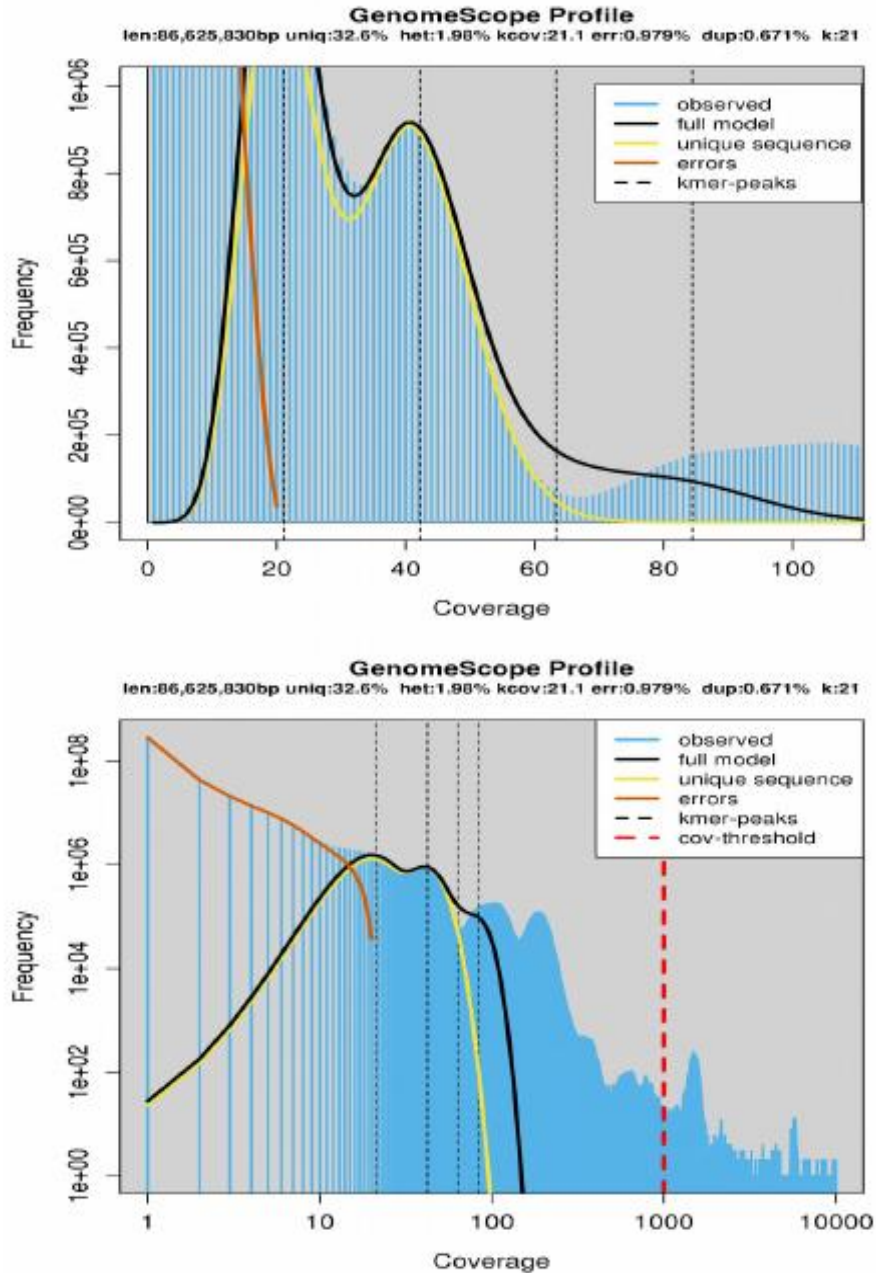 GenomeScope Profile
len:86,625,830bp uniq:32.6% het:1.98% kcov:21.1 err:0.979% dup:0.671% k:21
1e+06
8e+05
6e+05
4e+05
2e+05
0e+00
Frequency
observed
full model
unique sequence
errors
kmer-peaks
0 20 40 60 80 100
Coverage
GenomeScope Profile
len:86,625,830bp uniq:32.6% het:1.98% kcov:21.1 err:0.979% dup:0.671% k:21
1e+08
1e+06
1e+04
1e+02
1e+00
Frequency
observed
full model
unique sequence
errors
kmer-peaks
cov-threshold
1 10 100 1000 10000
Coverage